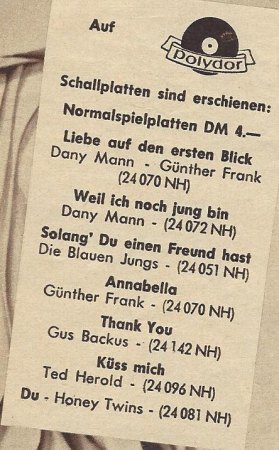 Auf
polydor
Schallplatten sind erschienen:
Normalspielplatten DM 4.—
Liebe auf den ersten Blick
Dany Mann - Günther Frank
(24 070 NH)
Weil ich noch jung bin
Dany Mann - (24 072 NH)
Solang' Du einen Freund hast
Die Blauen Jungs - (24 051 NH)
Annabella
Günther Frank - (24 070 NH)
Thank You
Gus Backus - (24 142 NH)
Küss mich
Ted Herold - (24 096 NH)
Du - Honey Twins - (24 081 NH)